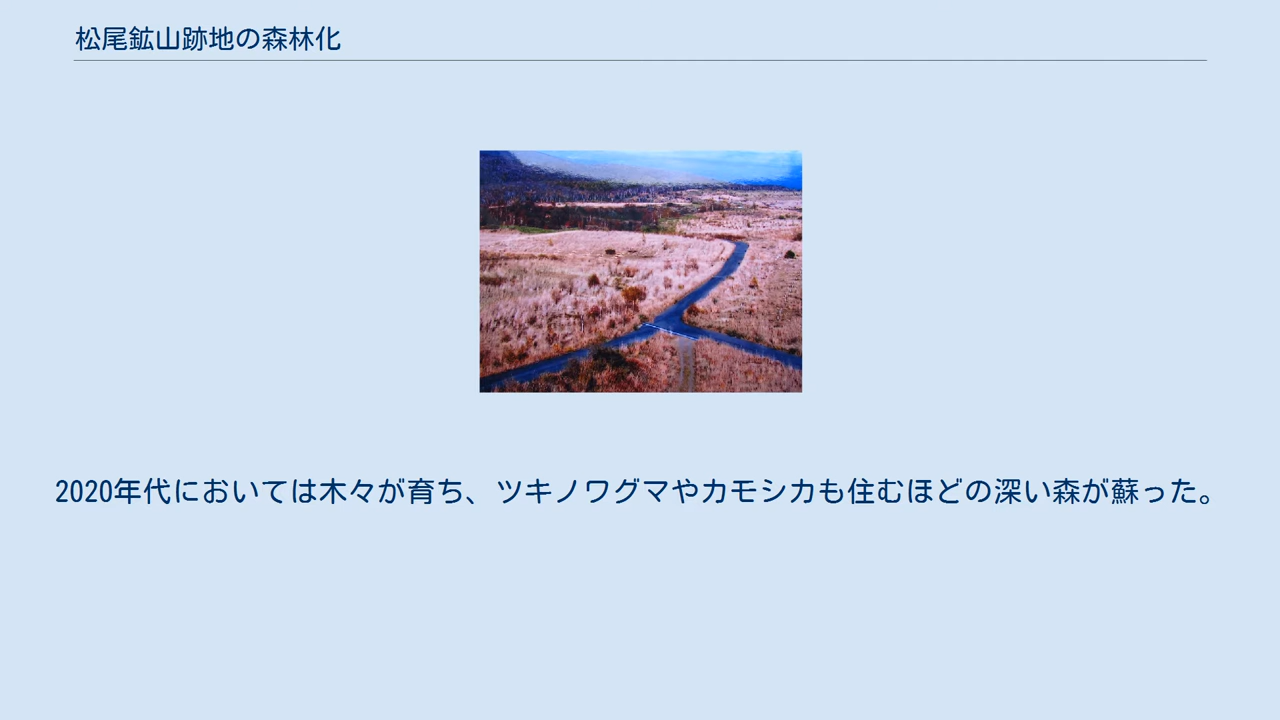 松尾鉱山跡地の森林化
2020年代においては木々が育ち、ツキノワグマやカモシカも住むほどの深い森が蘇った。